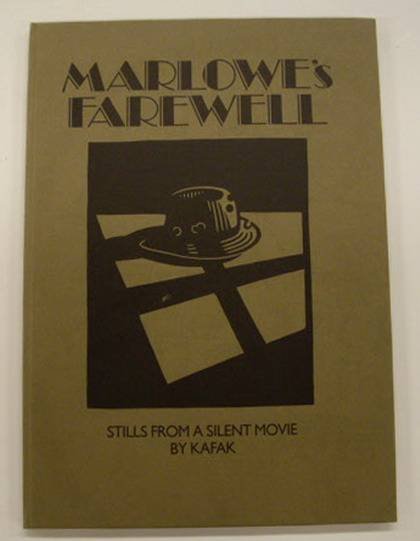 MARLOWE's
FAREWELL
STILLS FROM A SILENT MOVIE
BY KAFAK